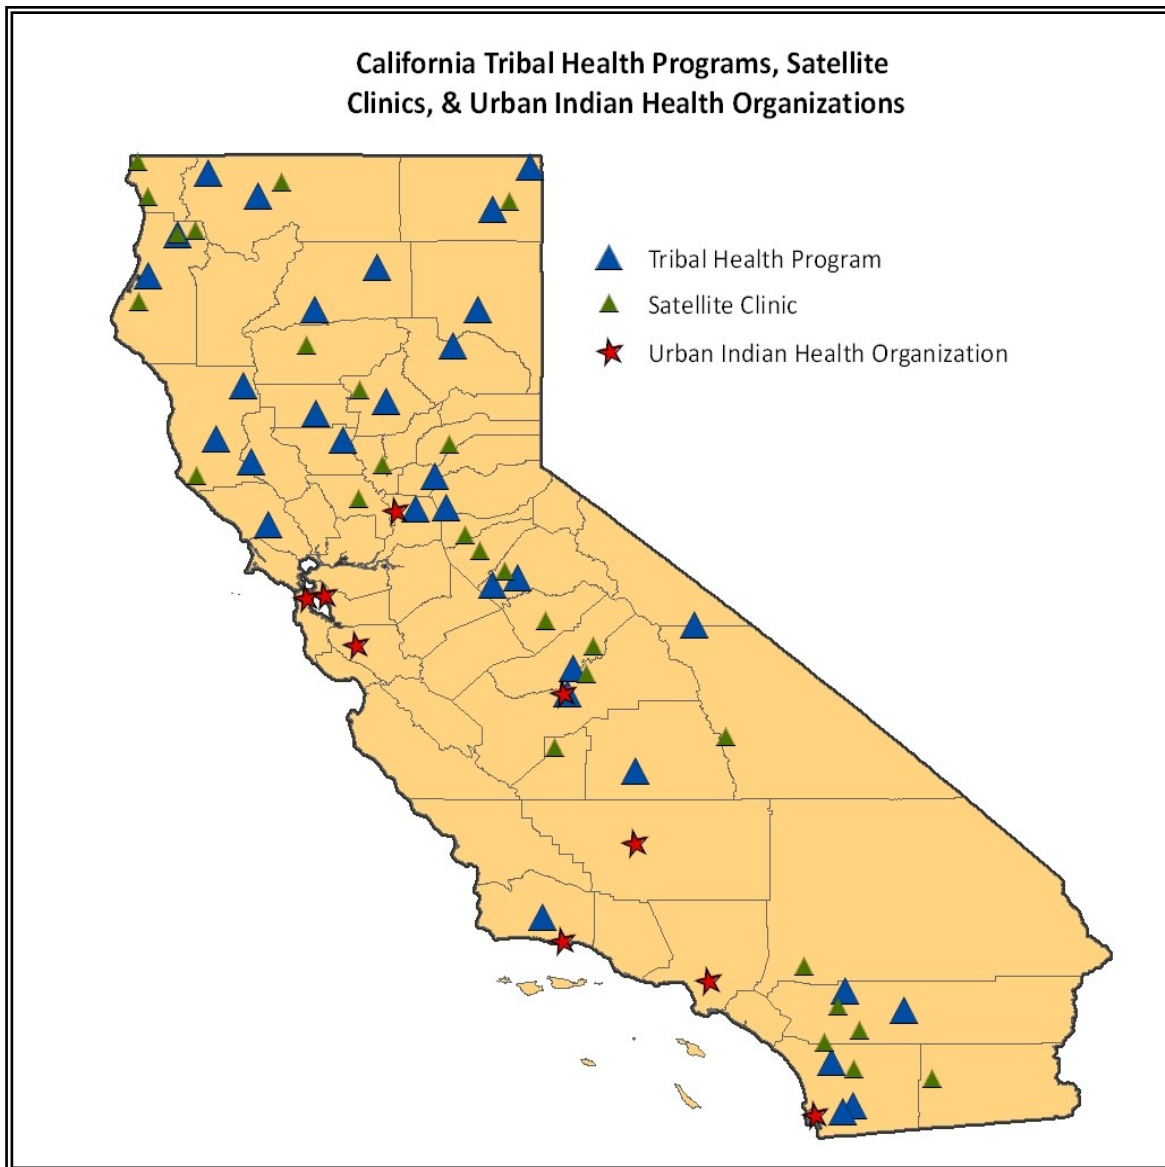 California Tribal Health Programs, Satellite
Clinics, & Urban Indian Health Organizations
Tribal Health Program
Satellite Clinic
Urban Indian Health Organization